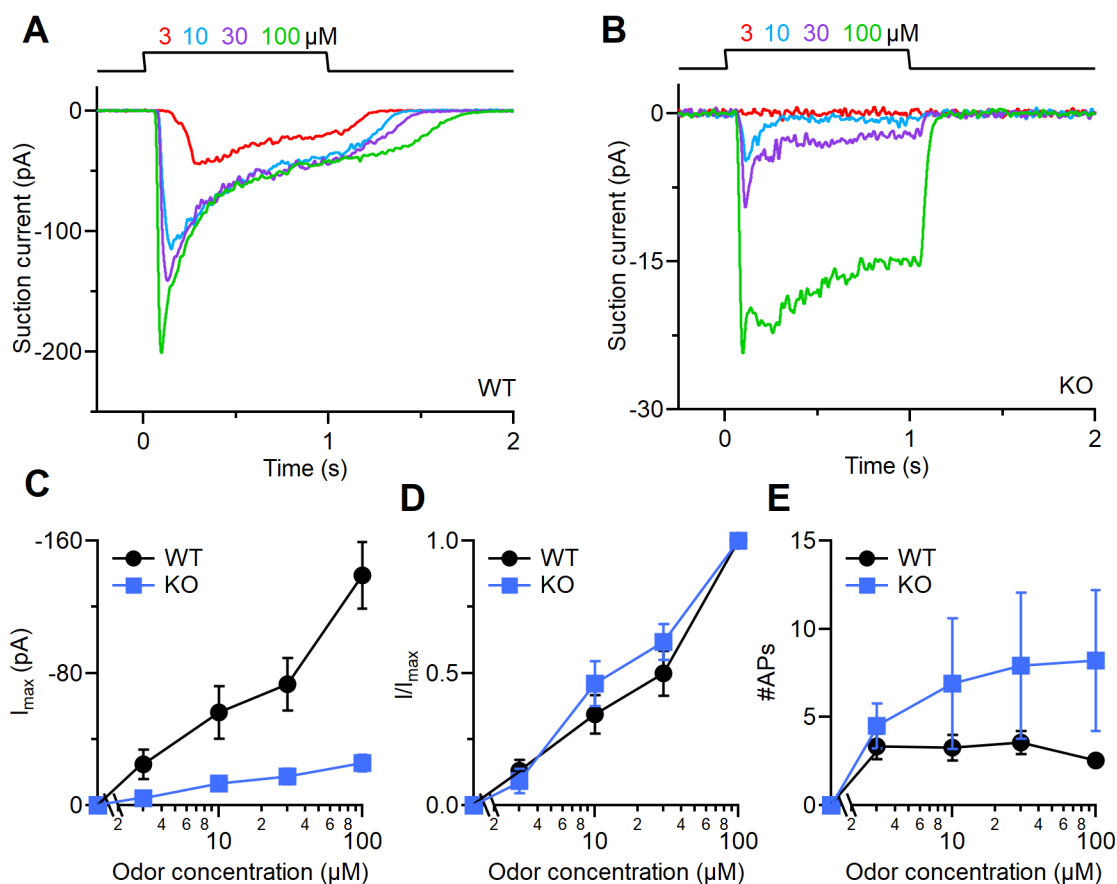 A
3 10 30 100 μM
0
-100
-200
Suction current (pA)
WT
0 1 2
Time (s)
B
3 10 30 100 μM
0
-15
-30
Suction current (pA)
KO
0 1 2
Time (s)
C
-160
-80
0
Imax (pA)
WT
KO
2 4 6 8 2 4 6 8
10 100
Odor concentration (μM)
D
1.0
0.5
0.0
I/Imax
WT
KO
2 4 6 8 2 4 6 8
10 100
Odor concentration (μM)
E
15
10
5
0
#APs
WT
KO
2 4 6 8 2 4 6 8
10 100
Odor concentration (μM)